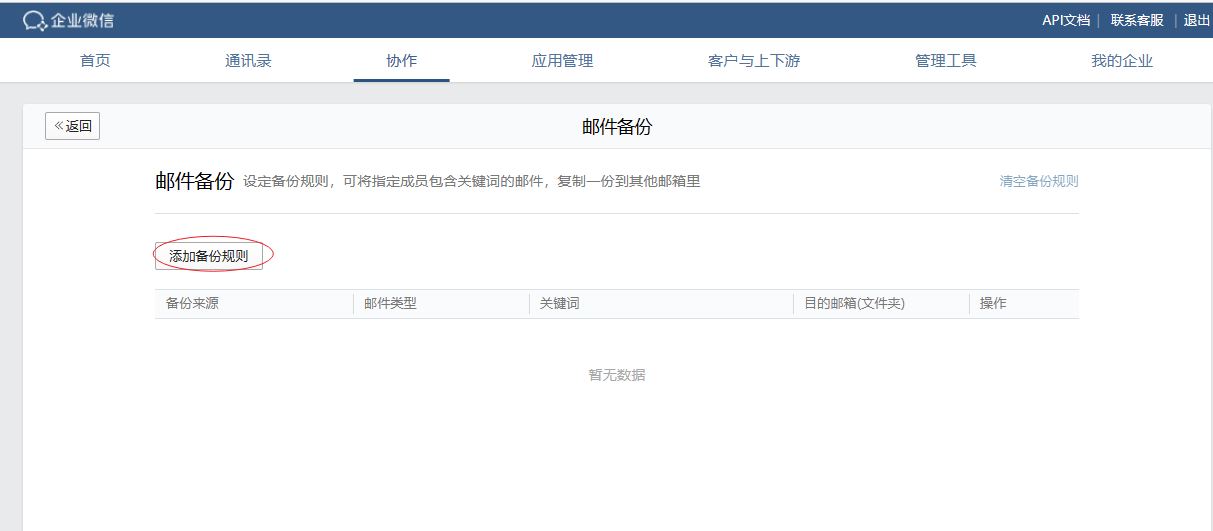 企业微信 API文档 | 联系客服 | 退出
首页 通讯录 协作 应用管理 客户与上下游 管理工具 我的企业
«返回 邮件备份
邮件备份 设定备份规则，可将指定成员包含关键词的邮件，复制一份到其他邮箱里 清空备份规则
添加备份规则
备份来源 邮件类型 关键词 目的邮箱(文件夹) 操作
暂无数据